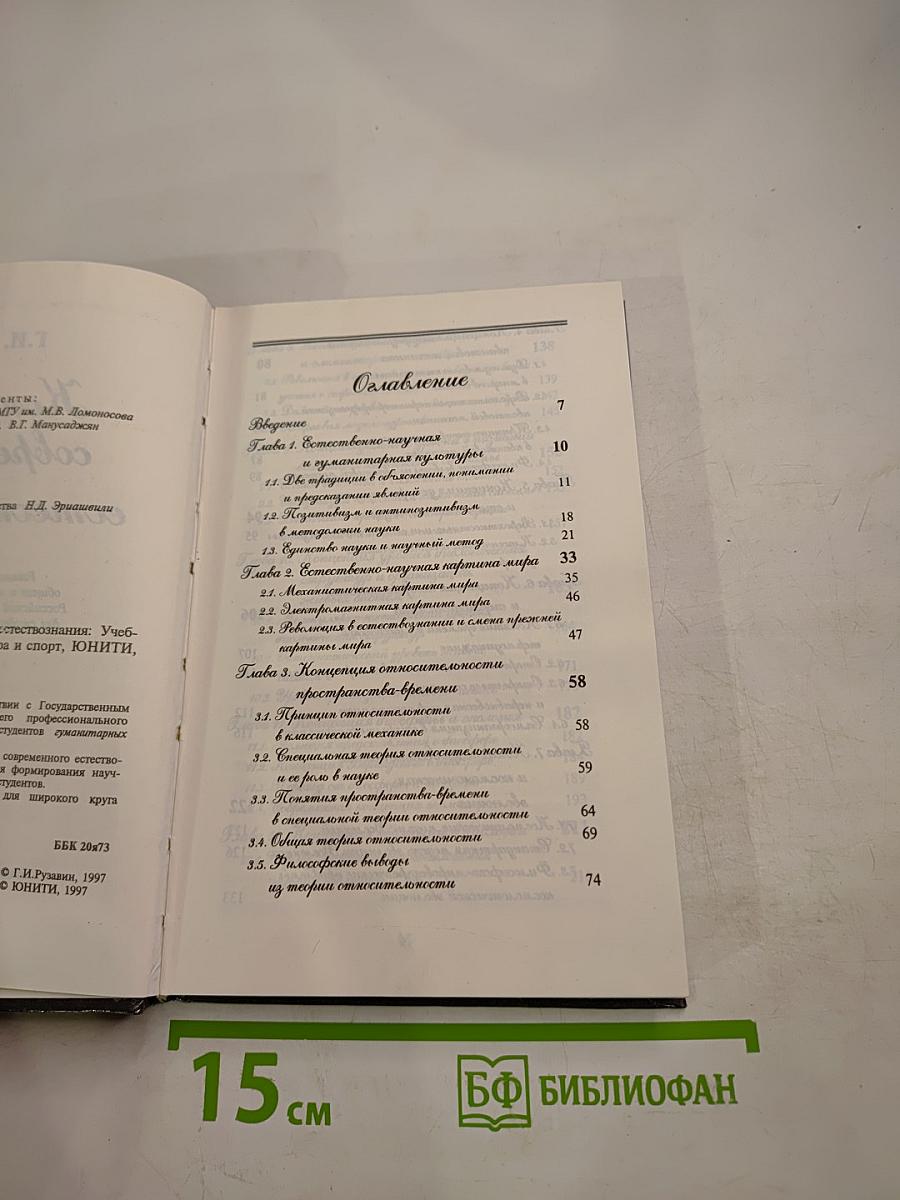 Г.И.
енты:
МГУ им. М.В. Ломоносова
В.Г. Манусаджян
ства Н.Д. Эриашвили
естествознания: Учеб-
ра и спорт, ЮНИТИ,
твии с Государственным
его профессионального
студентов гуманитарных
современного естество-
я формирования науч-
студентов.
для широкого круга
ББК 20я73
© Г.И.Рузавин, 1997
© ЮНИТИ, 1997
Оглавление
Введение 7
Глава 1. Естественно-научная
и гуманитарная культуры 10
1.1. Две традиции в объяснении, понимании
и предсказании явлений 11
1.2. Позитивизм и антипозитивизм
в методологии науки 18
1.3. Единство науки и научный метод 21
Глава 2. Естественно-научная картина мира 33
2.1. Механистическая картина мира 35
2.2. Электромагнитная картина мира 46
2.3. Революция в естествознании и смена прежней
картины мира 47
Глава 3. Концепция относительности
пространства-времени 58
3.1. Принцип относительности
в классической механике 58
3.2. Специальная теория относительности
и ее роль в науке 59
3.3. Понятия пространства-времени
в специальной теории относительности 64
3.4. Общая теория относительности 69
3.5. Философские выводы
из теории относительности 74
15 см
БФ БИБЛИОФАН